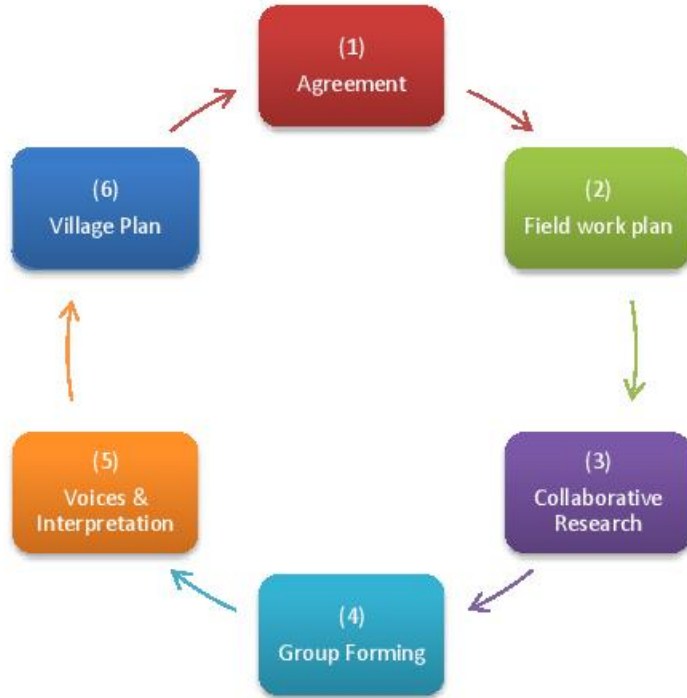 (1)
Agreement
(2)
Field work plan
(3)
Collaborative
Research
(4)
Group Forming
(5)
Voices &
Interpretation
(6)
Village Plan